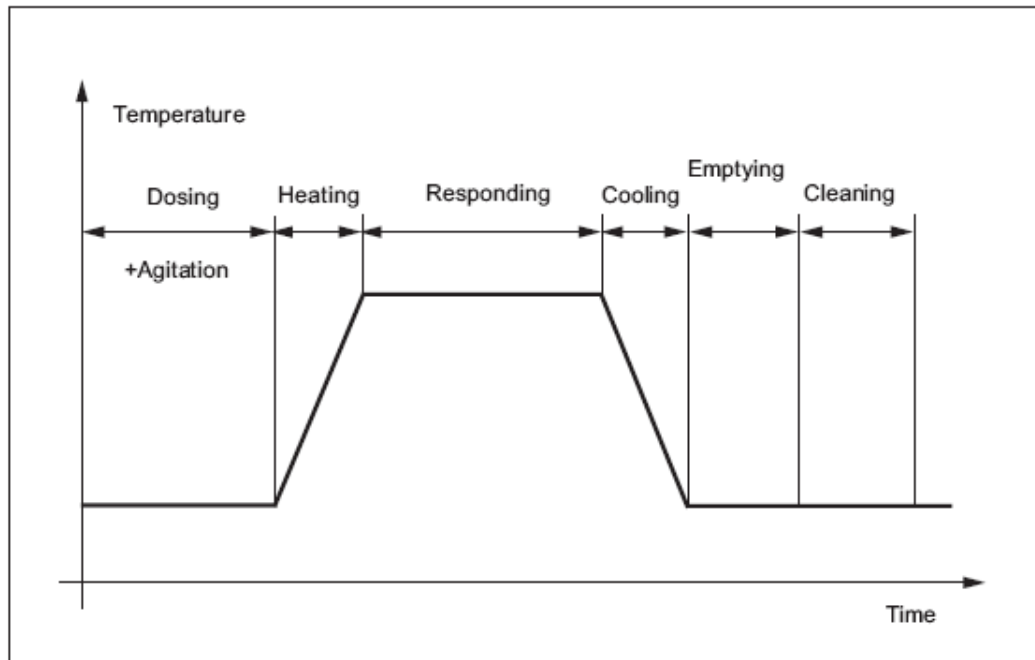 Temperature
Emptying
Dosing
Heating
Responding
Cooling
Cleaning
+Agitation
Time